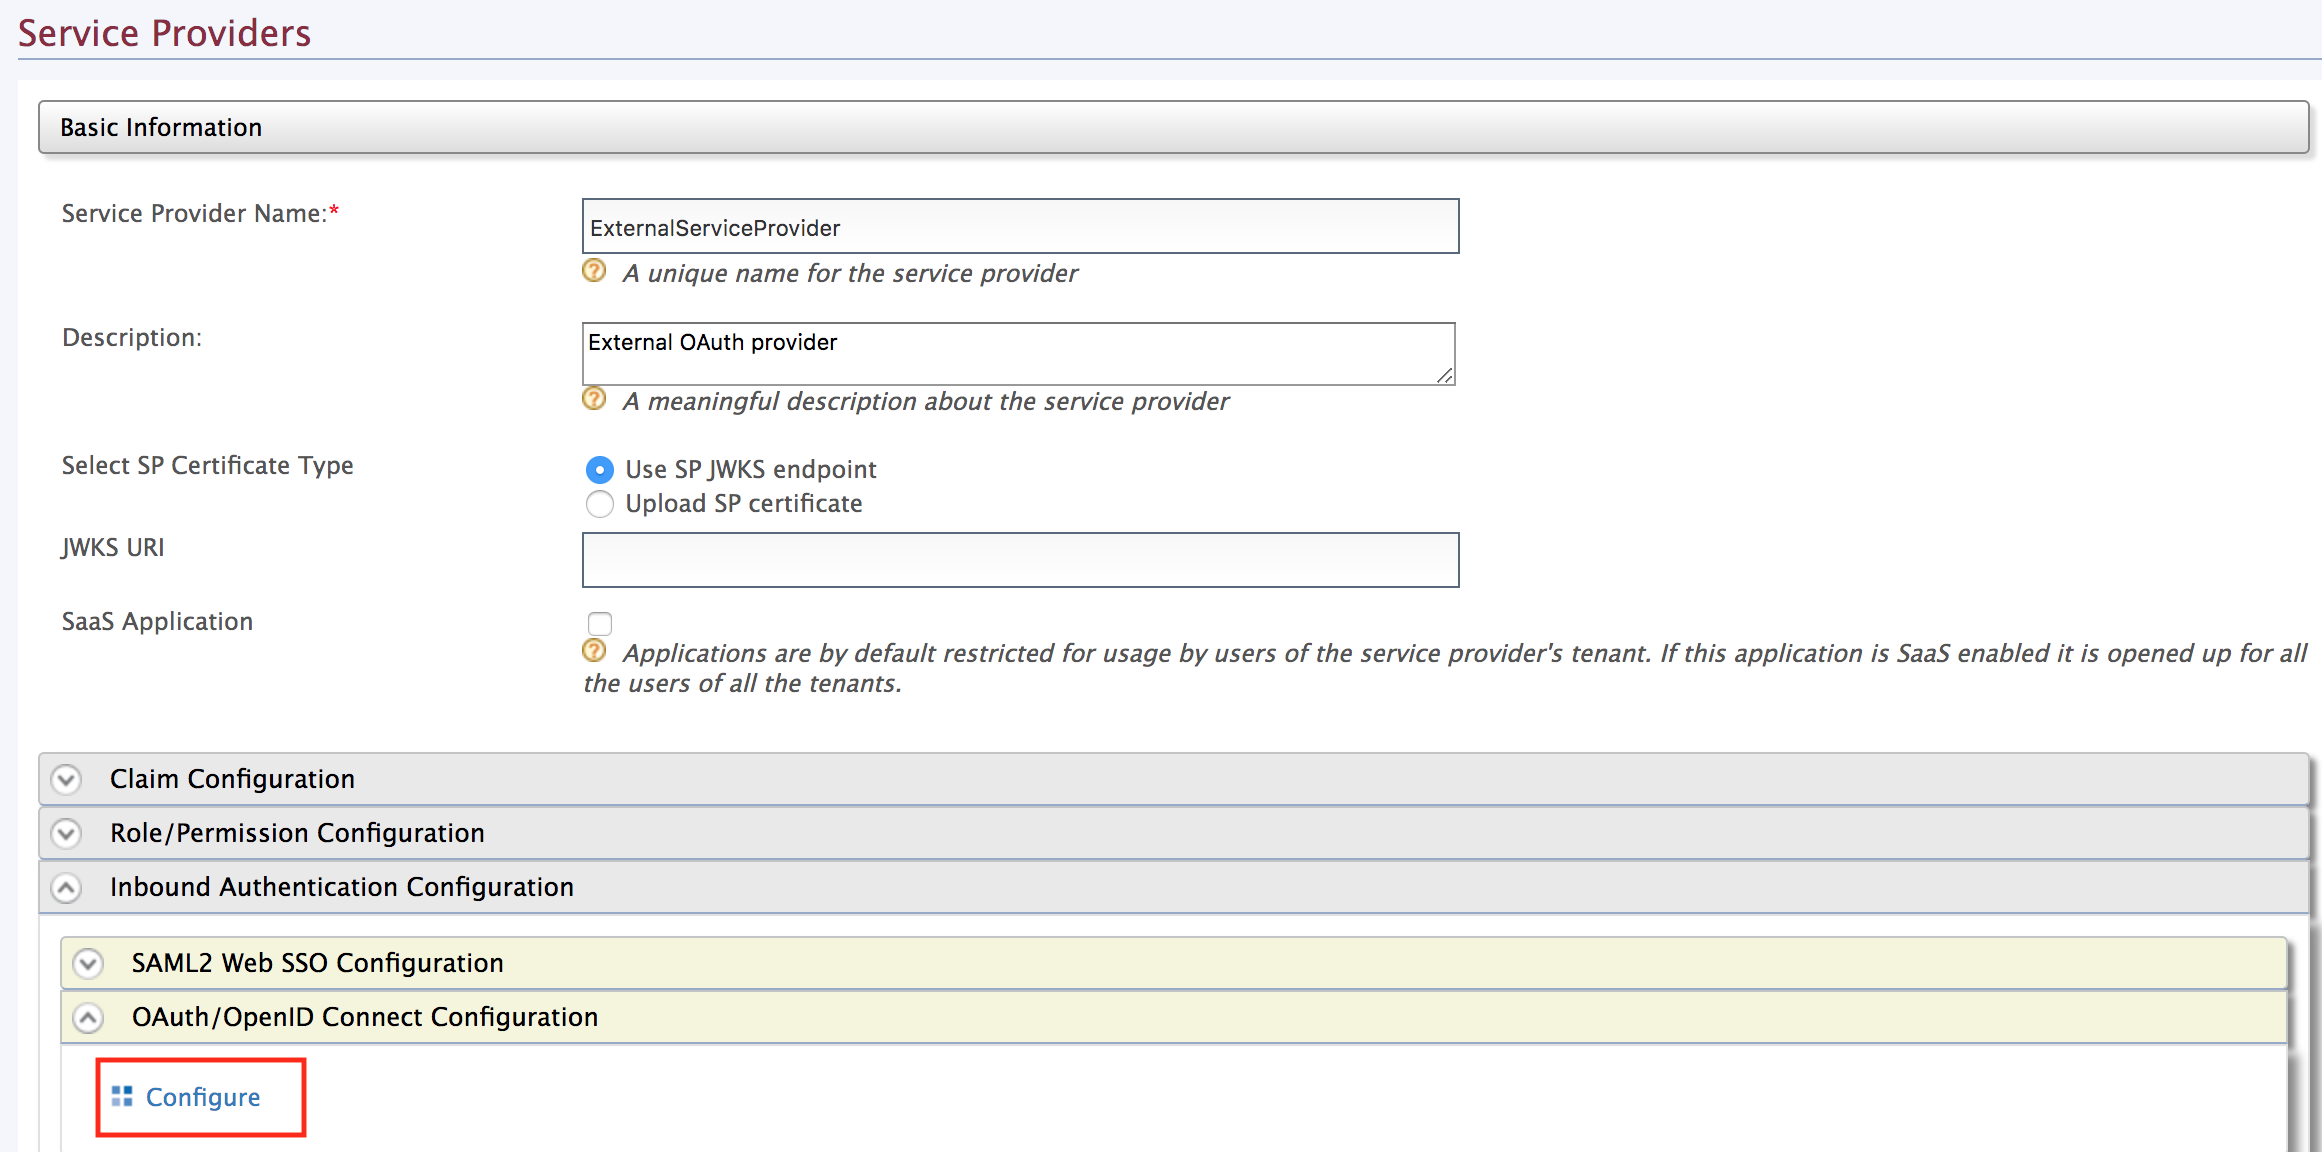 Service Providers
Basic Information
Service Provider Name:*
ExternalServiceProvider
? A unique name for the service provider
Description:
External OAuth provider
? A meaningful description about the service provider
Select SP Certificate Type
Use SP JWKS endpoint
Upload SP certificate
JWKS URI
SaaS Application
? Applications are by default restricted for usage by users of the service provider's tenant. If this application is SaaS enabled it is opened up for all
the users of all the tenants.
Claim Configuration
Role/Permission Configuration
Inbound Authentication Configuration
SAML2 Web SSO Configuration
OAuth/OpenID Connect Configuration
Configure